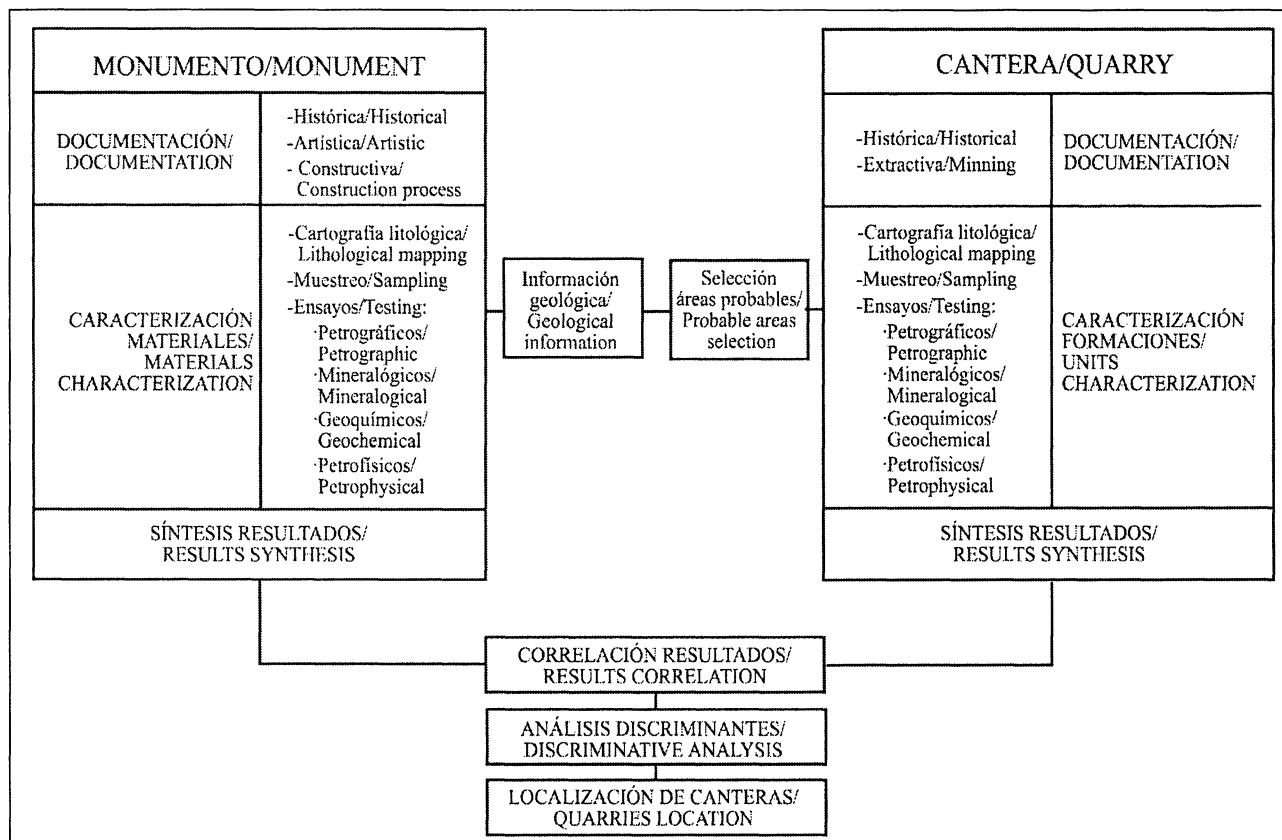 MONUMENTO/MONUMENT
DOCUMENTACIÓN/
DOCUMENTATION
-Histórica/Historical
-Artística/Artistic
- Constructiva/
Construction process
CARACTERIZACIÓN
MATERIALES/
MATERIALS
CHARACTERIZATION
-Cartografía litológica/
Lithological mapping
-Muestreo/Sampling
-Ensayos/Testing:
·Petrográficos/
Petrographic
·Mineralógicos/
Mineralogical
·Geoquímicos/
Geochemical
·Petrofísicos/
Petrophysical
SÍNTESIS RESULTADOS/
RESULTS SYNTHESIS
Información
geológica/
Geological
information
Selección
áreas probables/
Probable areas
selection
CANTERA/QUARRY
-Histórica/Historical
-Extractiva/Minning
DOCUMENTACIÓN/
DOCUMENTATION
-Cartografía litológica/
Lithological mapping
-Muestreo/Sampling
-Ensayos/Testing:
·Petrográficos/
Petrographic
·Mineralógicos/
Mineralogical
·Geoquímicos/
Geochemical
·Petrofísicos/
Petrophysical
CARACTERIZACIÓN
FORMACIONES/
UNITS
CHARACTERIZATION
SÍNTESIS RESULTADOS/
RESULTS SYNTHESIS
CORRELACIÓN RESULTADOS/
RESULTS CORRELATION
ANÁLISIS DISCRIMINANTES/
DISCRIMINATIVE ANALYSIS
LOCALIZACIÓN DE CANTERAS/
QUARRIES LOCATION